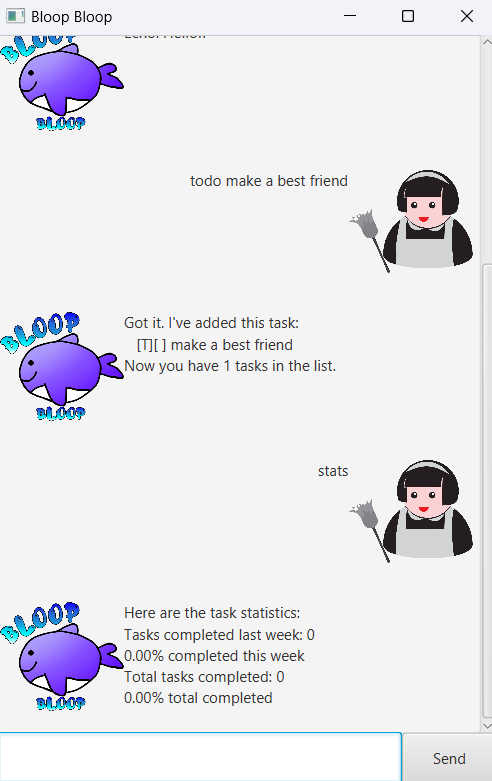 Bloop Bloop
BLOOP
BLOOP
todo make a best friend
BLOOP
BLOOP
Got it. I've added this task:
[T][ ] make a best friend
Now you have 1 tasks in the list.
stats
BLOOP
BLOOP
Here are the task statistics:
Tasks completed last week: 0
0.00% completed this week
Total tasks completed: 0
0.00% total completed
Send